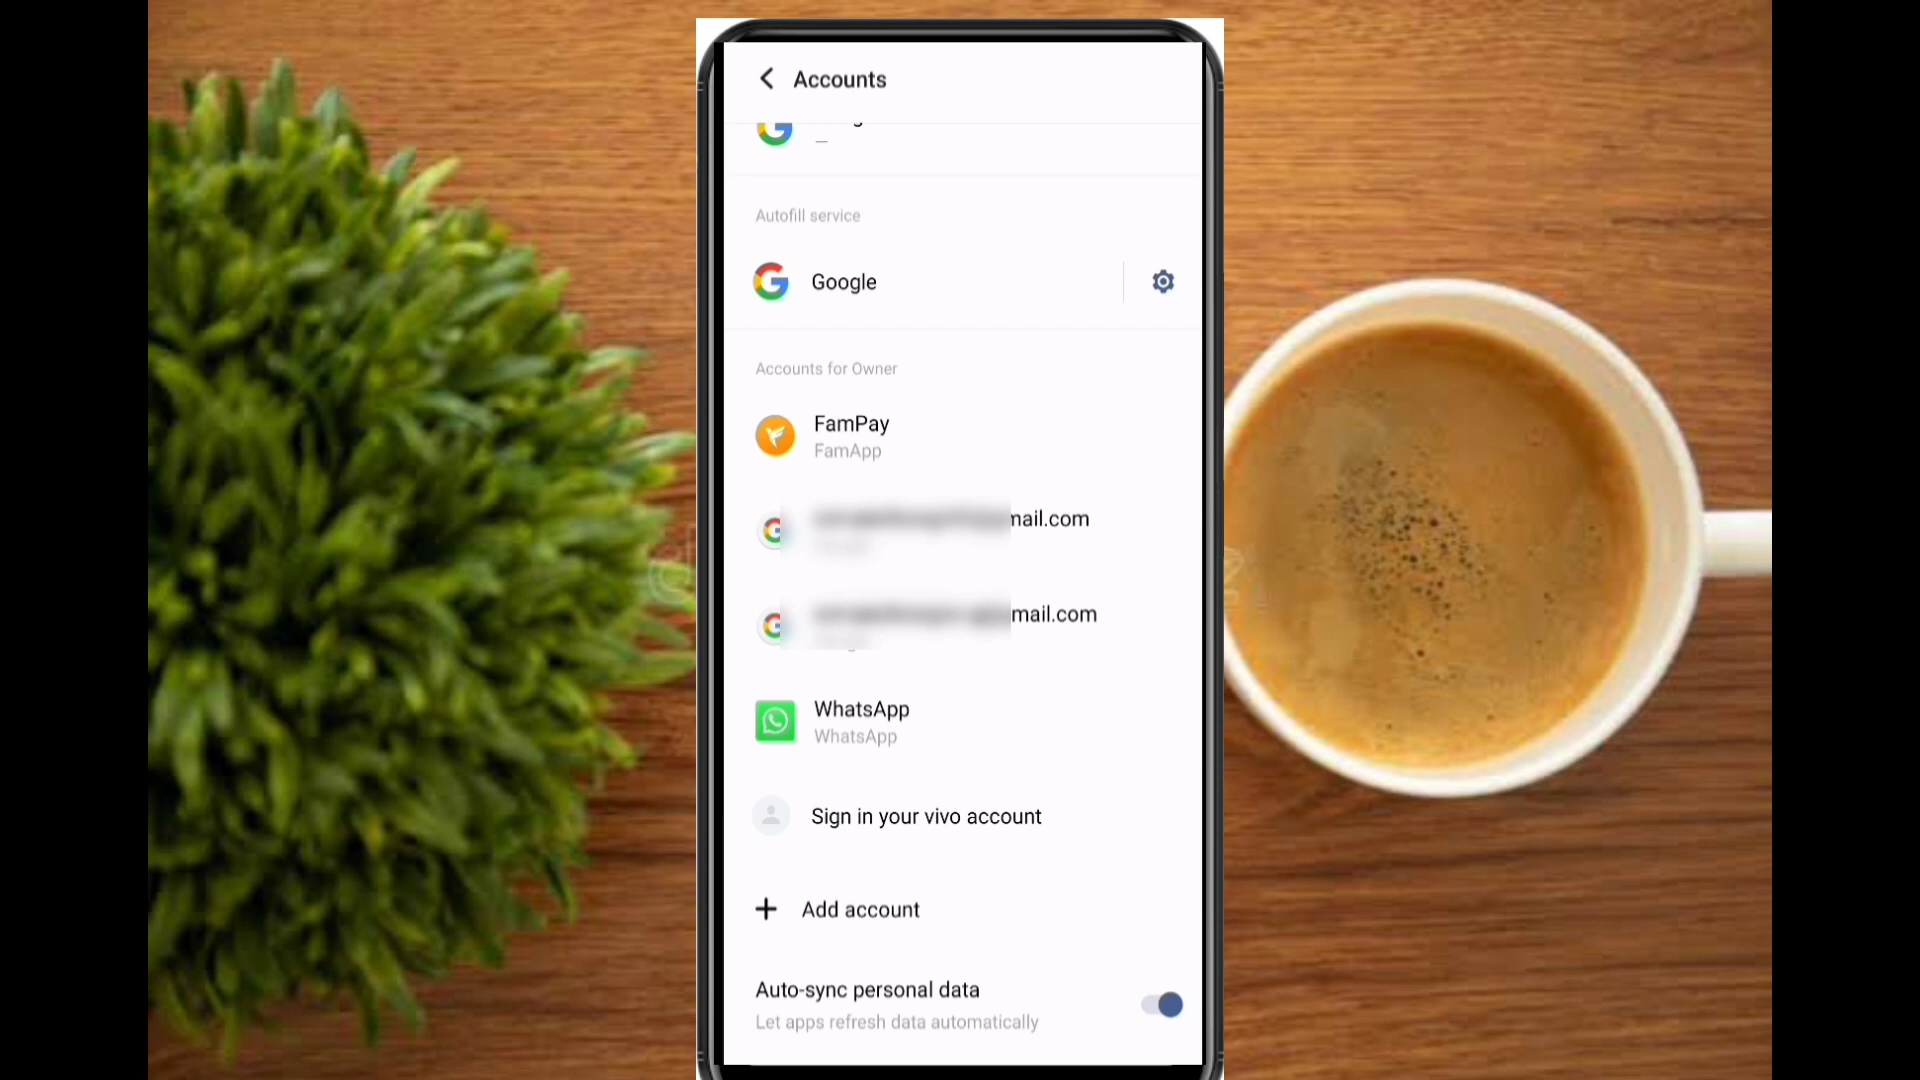 Accounts
Autofill service
Google
Accounts for Owner
FamPay
FamApp
mail.com
mail.com
WhatsApp
WhatsApp
Sign in your vivo account
Add account
Auto-sync personal data
Let apps refresh data automatically